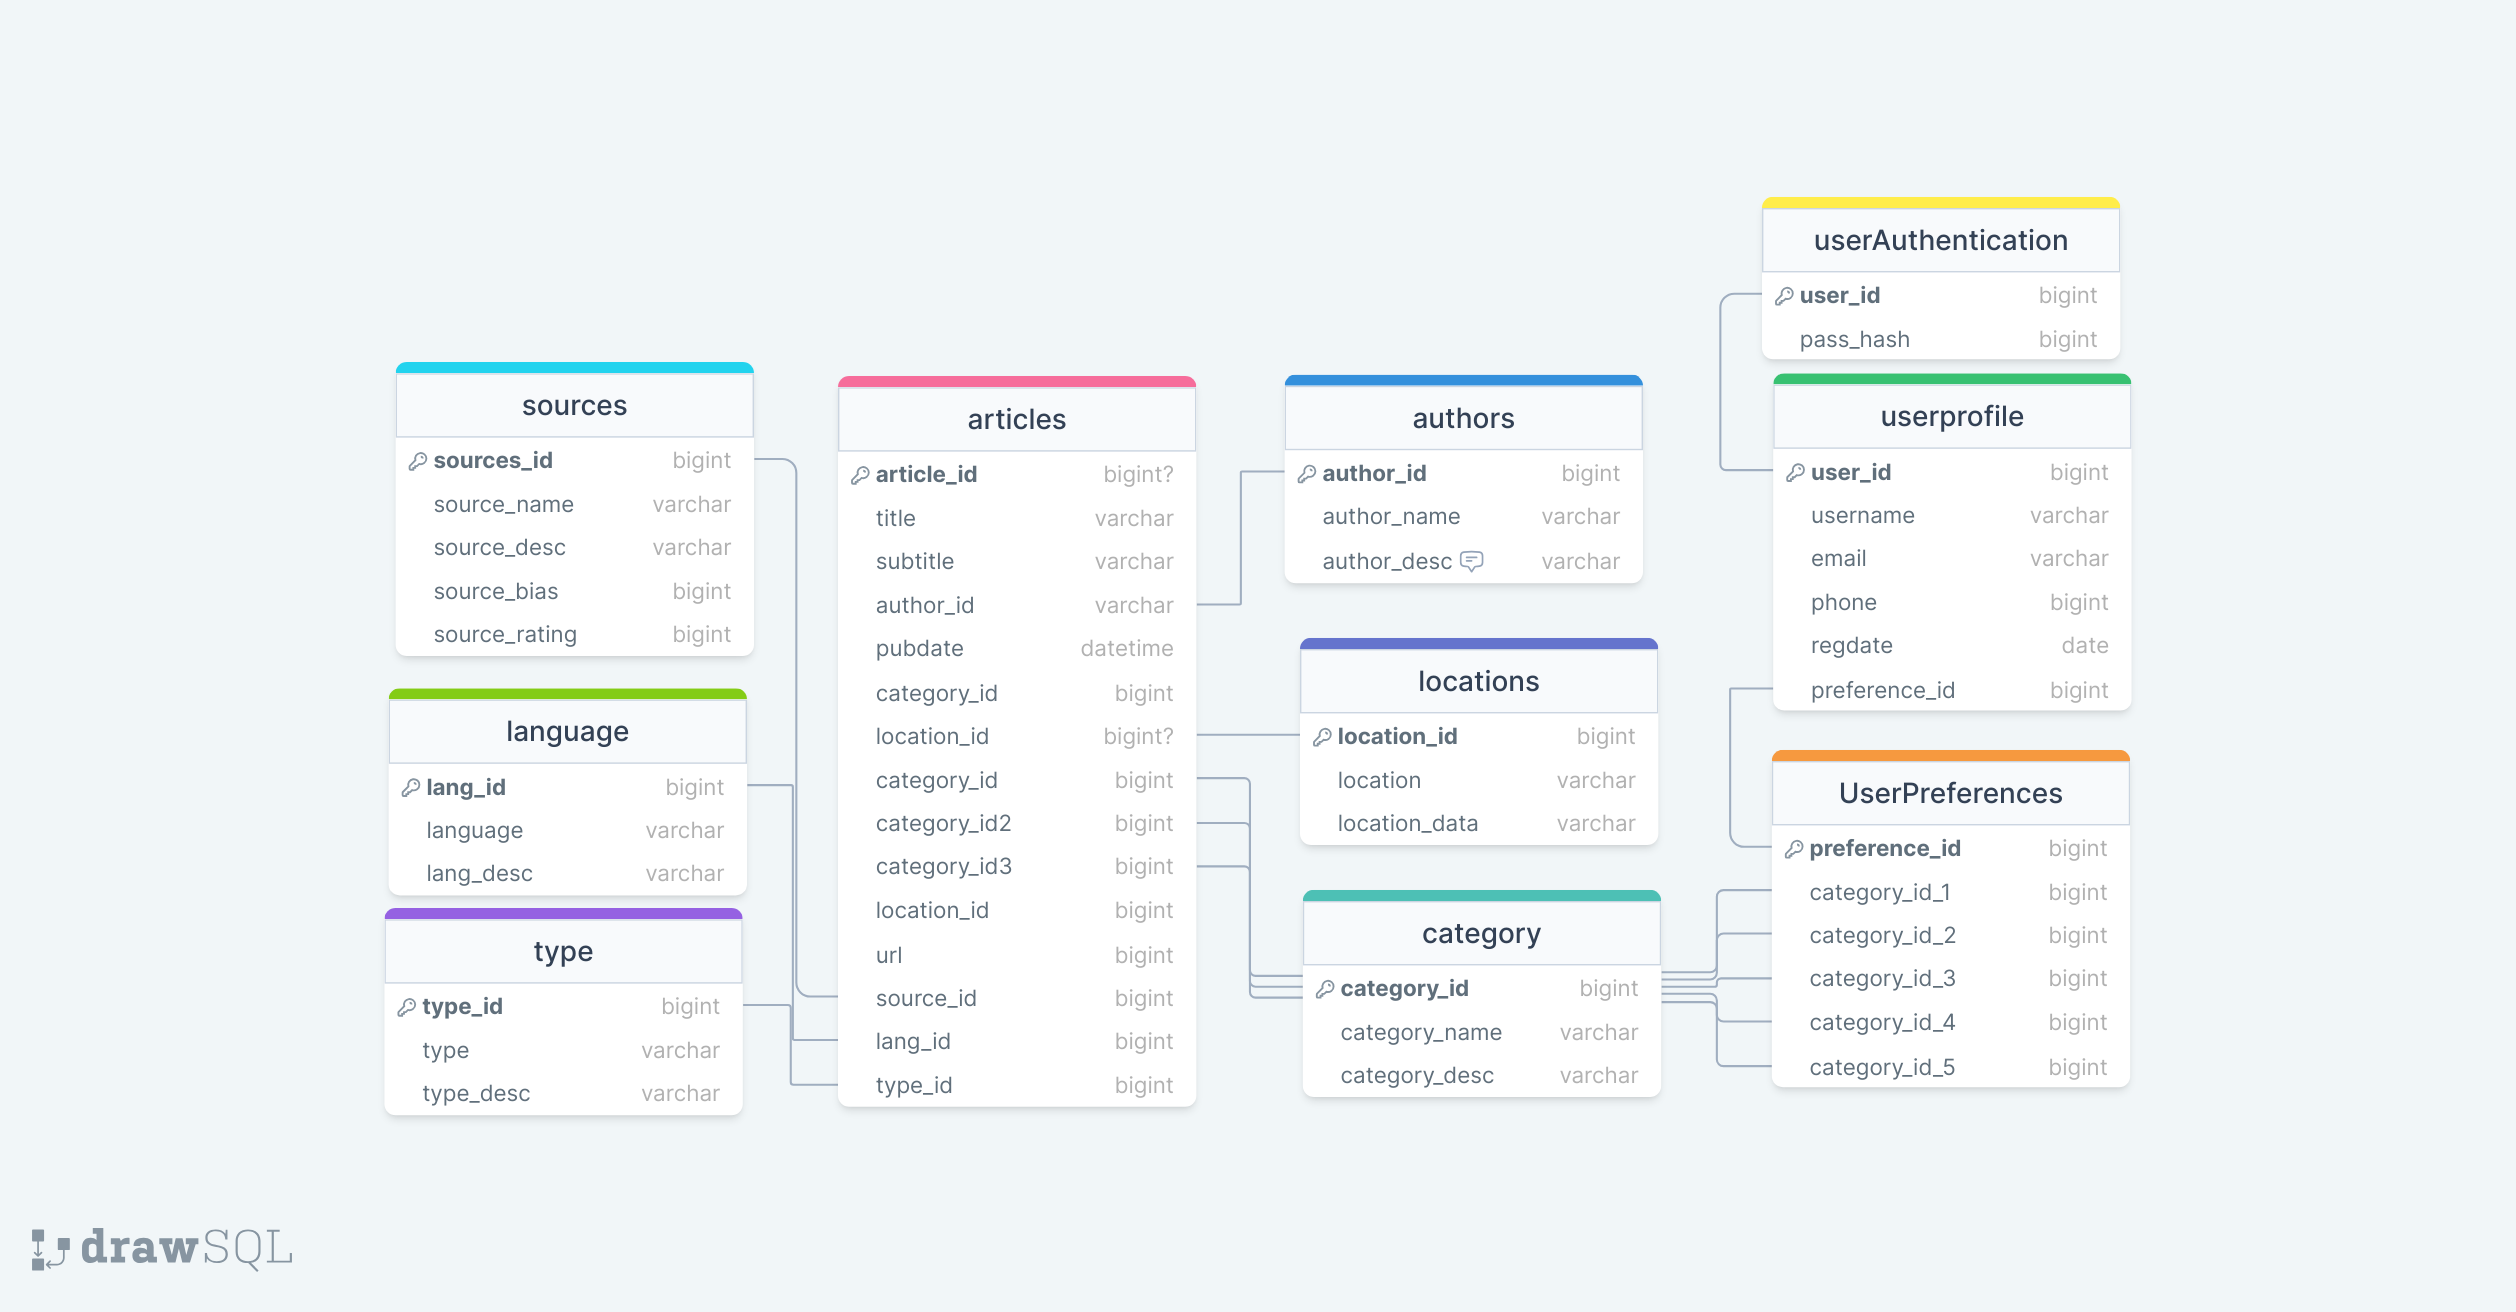 sources
sources_id bigint
source_name varchar
source_desc varchar
source_bias bigint
source_rating bigint
language
lang_id bigint
language varchar
lang_desc varchar
type
type_id bigint
type varchar
type_desc varchar
articles
article_id bigint?
title varchar
subtitle varchar
author_id varchar
pubdate datetime
category_id bigint
location_id bigint?
category_id bigint
category_id2 bigint
category_id3 bigint
location_id bigint
url bigint
source_id bigint
lang_id bigint
type_id bigint
authors
author_id bigint
author_name varchar
author_desc varchar
locations
location_id bigint
location varchar
location_data varchar
category
category_id bigint
category_name varchar
category_desc varchar
userAuthentication
user_id bigint
pass_hash bigint
userprofile
user_id bigint
username varchar
email varchar
phone bigint
regdate date
preference_id bigint
UserPreferences
preference_id bigint
category_id_1 bigint
category_id_2 bigint
category_id_3 bigint
category_id_4 bigint
category_id_5 bigint
drawSQL